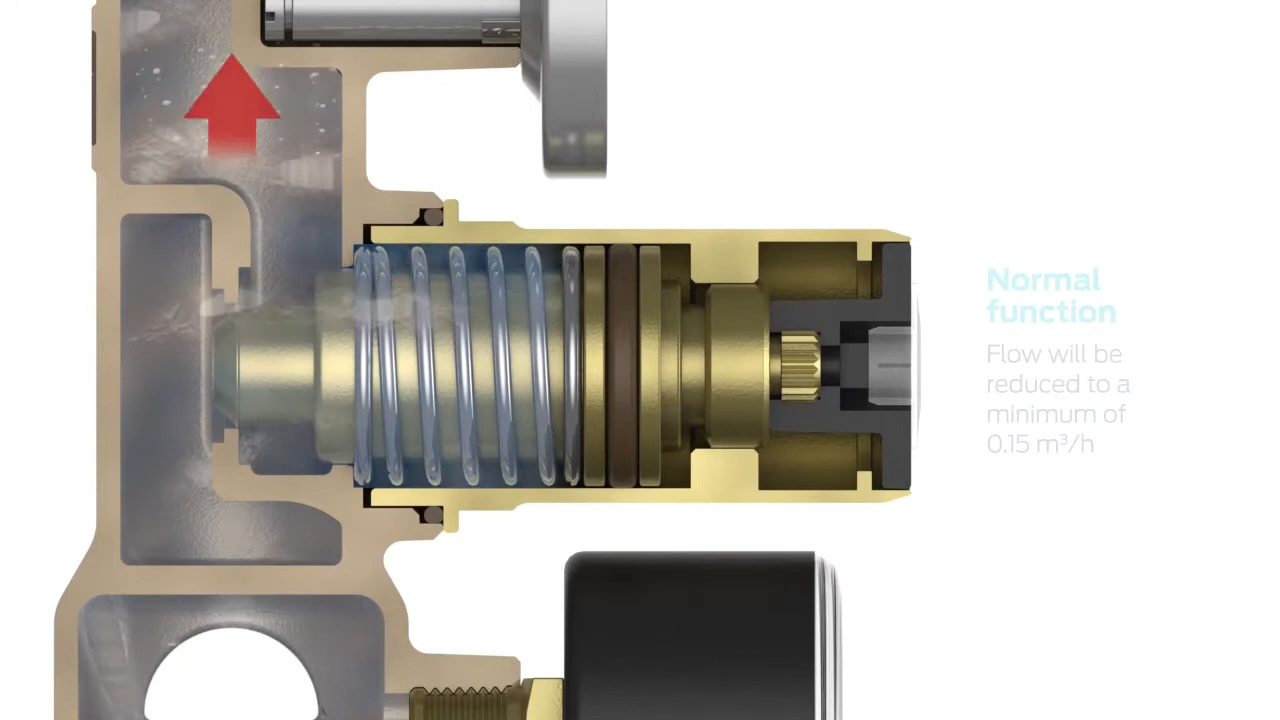 Normal
function
Flow will be
reduced to a
minimum of
0.15 m³/h